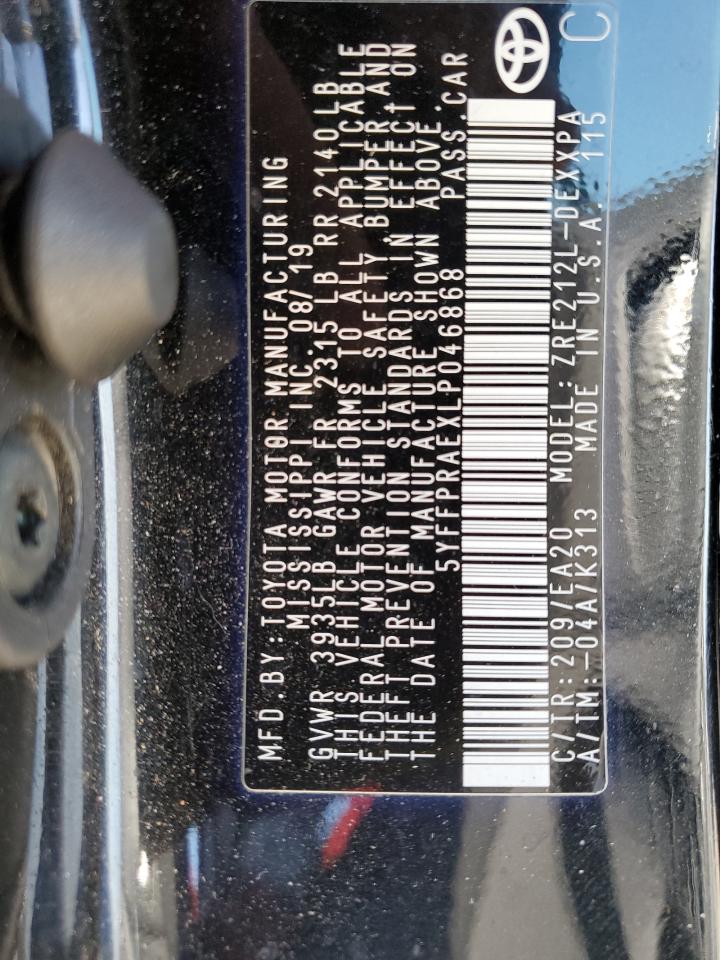 MFD.BY:TOYOTA MOTOR MANUFACTURING
MISSISSIPPI INC. 08/19
GVWR 3935LB GAWR FR 2315 LB RR 2140LB
THIS VEHICLE CONFORMS TO ALL APPLICABLE
FEDERAL MOTOR VEHICLE SAFETY, BUMPER AND
THEFT PREVENTION STANDARDS IN EFFECT ON
THE DATE OF MANUFACTURE SHOWN ABOVE.
5YFFPRAEXLP046868 PASS.CAR
C/TR:209/EA20 MODEL:ZRE212L-DEXXPA
A/TM:-04A/K313 MADE IN U.S.A. 115
C